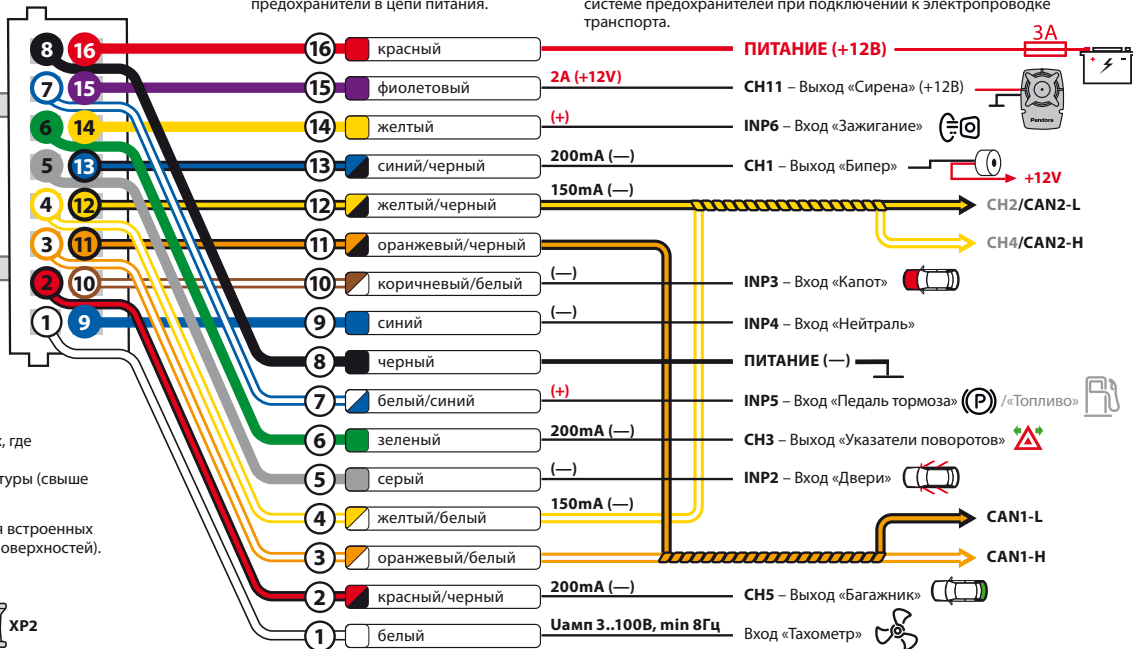 предохранители в цепи питания.
системе предохранителей при подключении к электропроводке
транспорта.
8 16 16 красный ПИТАНИЕ (+12В) 3А
7 15 15 фиолетовый 2А (+12V) CH11 – Выход «Сирена» (+12В) Pandora
6 14 14 желтый (+) INP6 – Вход «Зажигание»
5 13 13 синий/черный 200mA (—) CH1 – Выход «Бипер» +12V
4 12 12 желтый/черный 150mA (—) CH2/CAN2-L
3 11 11 оранжевый/черный CH4/CAN2-H
2 10 10 коричневый/белый (—) INP3 – Вход «Капот»
1 9 9 синий (—) INP4 – Вход «Нейтраль»
8 черный ПИТАНИЕ (—)
7 белый/синий (+) INP5 – Вход «Педаль тормоза» (P) /«Топливо»
6 зеленый 200mA (—) CH3 – Выход «Указатели поворотов»
5 серый (—) INP2 – Вход «Двери»
4 желтый/белый 150mA (—) CAN1-L
3 оранжевый/белый CAN1-H
2 красный/черный 200mA (—) CH5 – Выход «Багажник»
1 белый Uамп 3..100В, min 8Гц Вход «Тахометр»
, где
туры (свыше
встроенных
оверхностей).
XP2